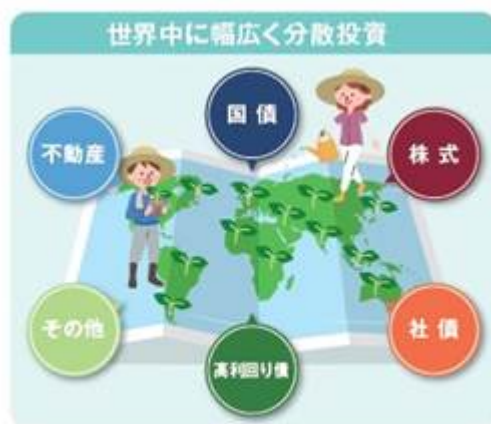 世界中に幅広く分散投資
国債
不動産
株式
その他
社債
高利回り債